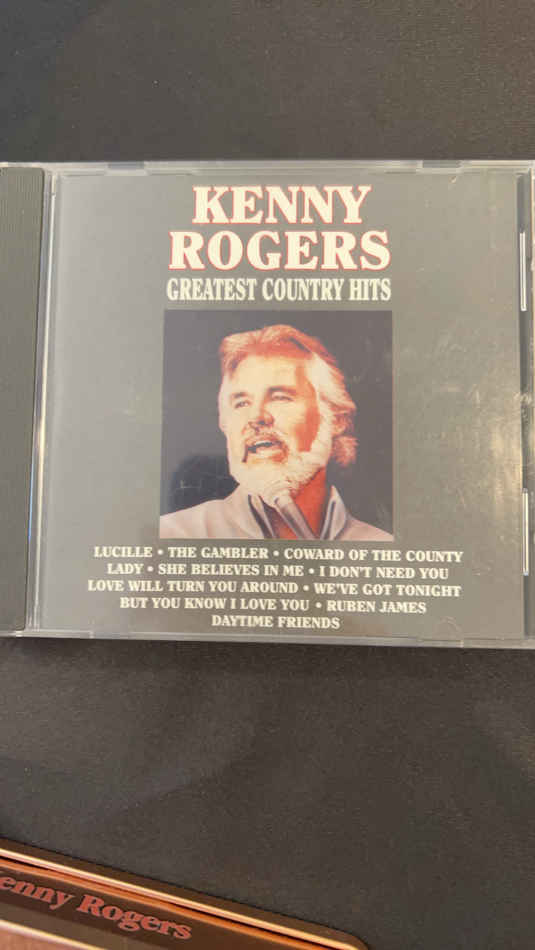 KENNY
ROGERS
GREATEST COUNTRY HITS
LUCILLE • THE GAMBLER • COWARD OF THE COUNTY
LADY • SHE BELIEVES IN ME • I DON'T NEED YOU
LOVE WILL TURN YOU AROUND • WE'VE GOT TONIGHT
BUT YOU KNOW I LOVE YOU • RUBEN JAMES
DAYTIME FRIENDS
enny Rogers